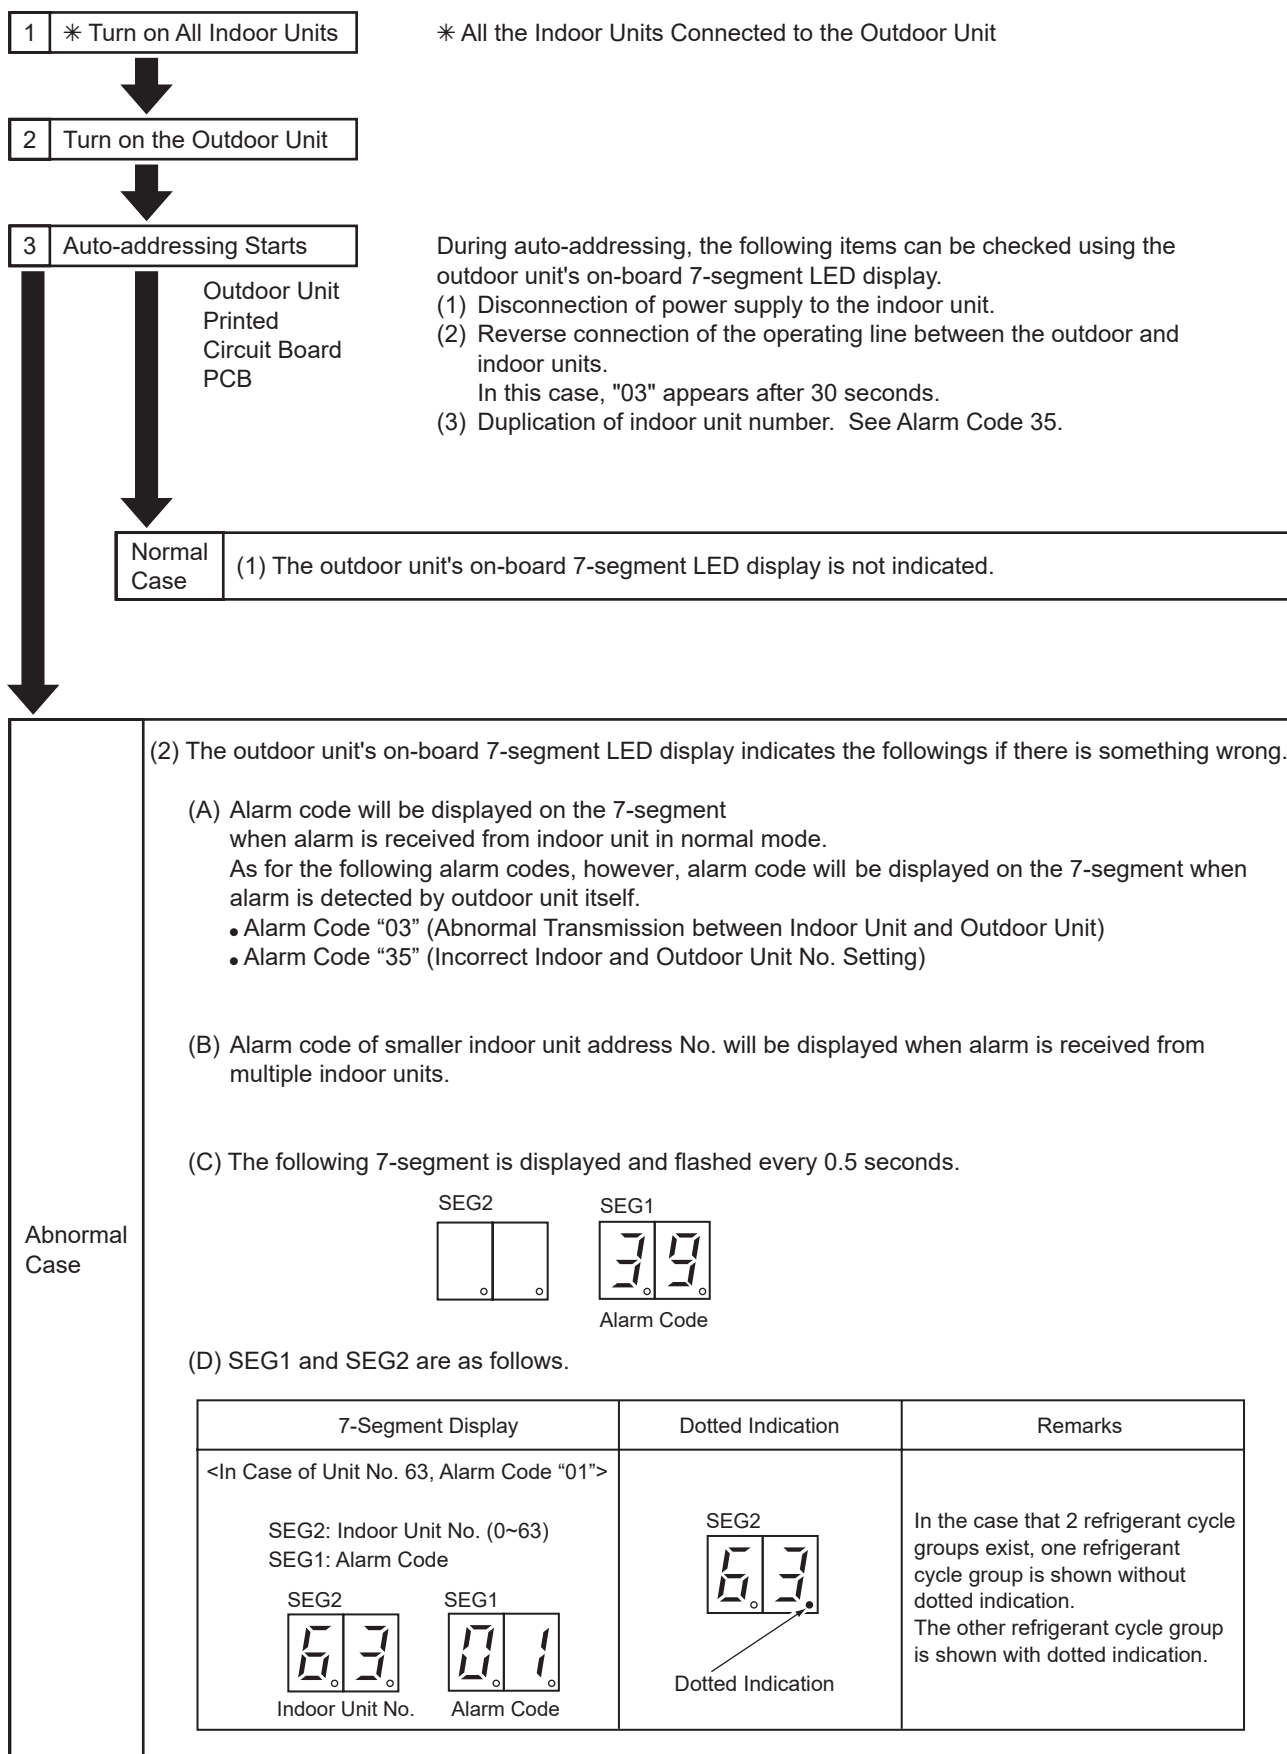 1 ✳ Turn on All Indoor Units
✳ All the Indoor Units Connected to the Outdoor Unit
2 Turn on the Outdoor Unit
3 Auto-addressing Starts
Outdoor Unit
Printed
Circuit Board
PCB
During auto-addressing, the following items can be checked using the
outdoor unit's on-board 7-segment LED display.
(1) Disconnection of power supply to the indoor unit.
(2) Reverse connection of the operating line between the outdoor and
indoor units.
In this case, "03" appears after 30 seconds.
(3) Duplication of indoor unit number. See Alarm Code 35.
Normal
Case
(1) The outdoor unit's on-board 7-segment LED display is not indicated.
Abnormal
Case
(2) The outdoor unit's on-board 7-segment LED display indicates the followings if there is something wrong.
(A) Alarm code will be displayed on the 7-segment
when alarm is received from indoor unit in normal mode.
As for the following alarm codes, however, alarm code will be displayed on the 7-segment when
alarm is detected by outdoor unit itself.
● Alarm Code “03” (Abnormal Transmission between Indoor Unit and Outdoor Unit)
● Alarm Code “35” (Incorrect Indoor and Outdoor Unit No. Setting)
(B) Alarm code of smaller indoor unit address No. will be displayed when alarm is received from
multiple indoor units.
(C) The following 7-segment is displayed and flashed every 0.5 seconds.
SEG2 SEG1
39
Alarm Code
(D) SEG1 and SEG2 are as follows.
7-Segment Display Dotted Indication Remarks
<In Case of Unit No. 63, Alarm Code “01”>
SEG2: Indoor Unit No. (0~63)
SEG1: Alarm Code
SEG2 SEG1
63 01
Indoor Unit No. Alarm Code
SEG2
63
Dotted Indication
In the case that 2 refrigerant cycle
groups exist, one refrigerant
cycle group is shown without
dotted indication.
The other refrigerant cycle group
is shown with dotted indication.